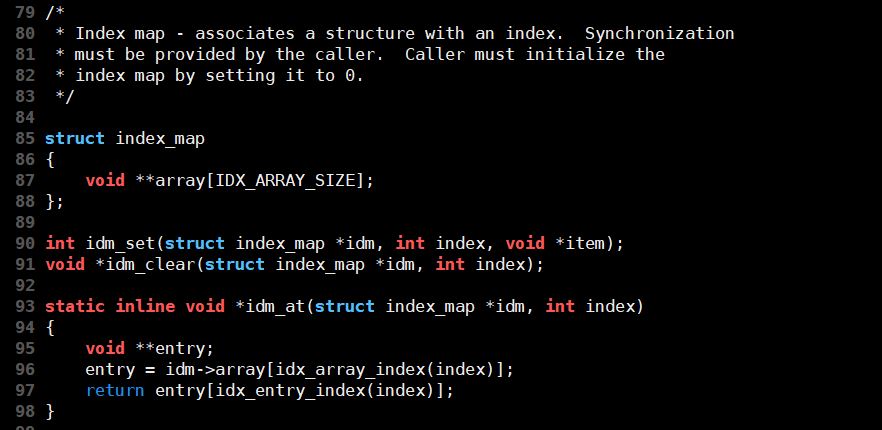 79 /*
80  * Index map - associates a structure with an index.  Synchronization
81  * must be provided by the caller.  Caller must initialize the
82  * index map by setting it to 0.
83  */
84
85 struct index_map
86 {
87     void **array[IDX_ARRAY_SIZE];
88 };
89
90 int idm_set(struct index_map *idm, int index, void *item);
91 void *idm_clear(struct index_map *idm, int index);
92
93 static inline void *idm_at(struct index_map *idm, int index)
94 {
95     void **entry;
96     entry = idm->array[idx_array_index(index)];
97     return entry[idx_entry_index(index)];
98 }